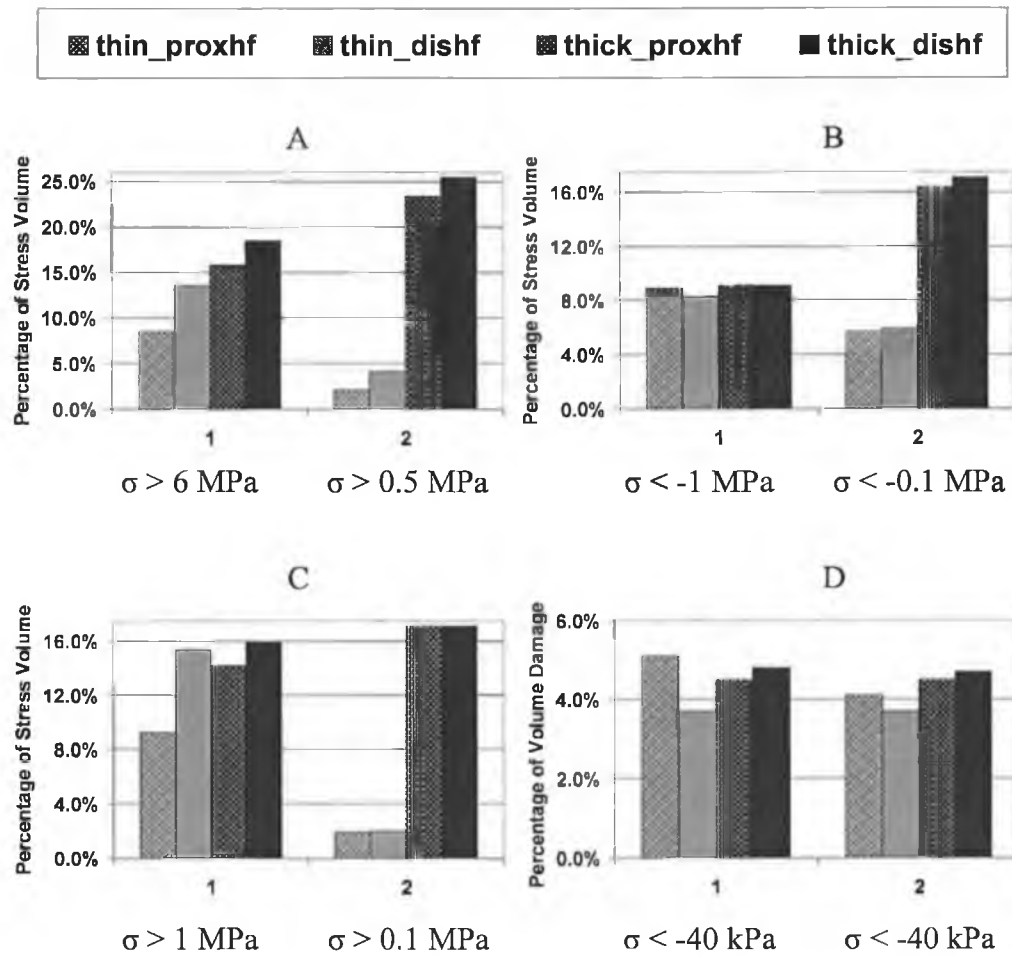 thin_proxhf thin_dishf thick_proxhf thick_dishf
A
Percentage of Stress Volume
25.0%
20.0%
15.0%
10.0%
5.0%
0.0%
1 2
σ > 6 MPa σ > 0.5 MPa
B
Percentage of Stress Volume
16.0%
12.0%
8.0%
4.0%
0.0%
1 2
σ < -1 MPa σ < -0.1 MPa
C
Percentage of Stress Volume
16.0%
12.0%
8.0%
4.0%
0.0%
1 2
σ > 1 MPa σ > 0.1 MPa
D
Percentage of Volume Damage
6.0%
4.0%
2.0%
0.0%
1 2
σ < -40 kPa σ < -40 kPa